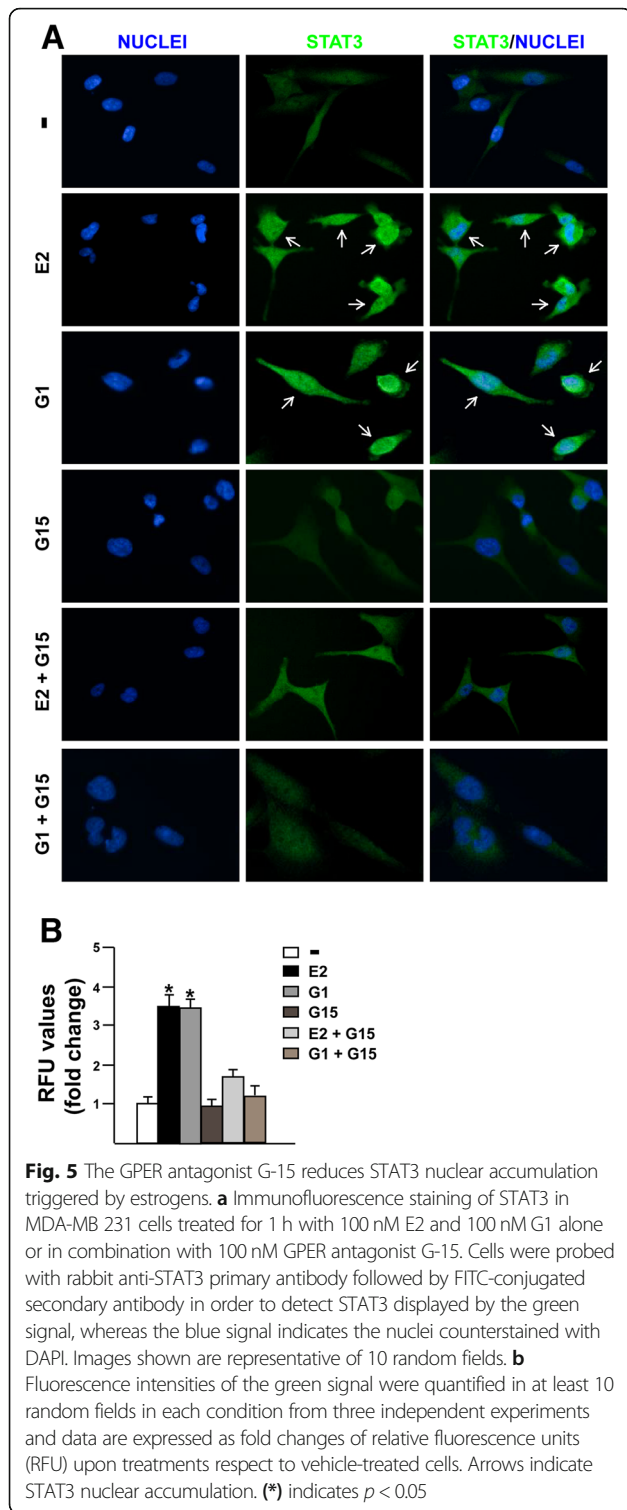 A
NUCLEI STAT3 STAT3/NUCLEI
-
E2
G1
G15
E2 + G15
G1 + G15
B
RFU values
(fold change)
5
4
3
2
1
* *
-
E2
G1
G15
E2 + G15
G1 + G15
Fig. 5 The GPER antagonist G-15 reduces STAT3 nuclear accumulation
triggered by estrogens. a Immunofluorescence staining of STAT3 in
MDA-MB 231 cells treated for 1 h with 100 nM E2 and 100 nM G1 alone
or in combination with 100 nM GPER antagonist G-15. Cells were probed
with rabbit anti-STAT3 primary antibody followed by FITC-conjugated
secondary antibody in order to detect STAT3 displayed by the green
signal, whereas the blue signal indicates the nuclei counterstained with
DAPI. Images shown are representative of 10 random fields. b
Fluorescence intensities of the green signal were quantified in at least 10
random fields in each condition from three independent experiments
and data are expressed as fold changes of relative fluorescence units
(RFU) upon treatments respect to vehicle-treated cells. Arrows indicate
STAT3 nuclear accumulation. (*) indicates p < 0.05